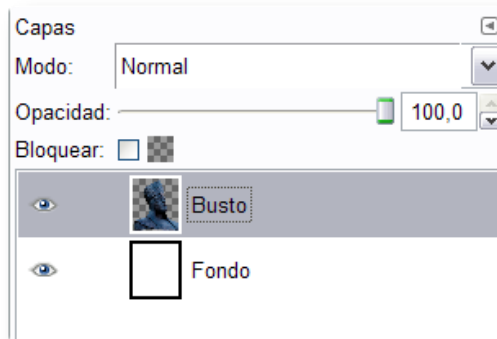 Capas
Modo: Normal
Opacidad: 100,0
Bloquear:
Busto
Fondo